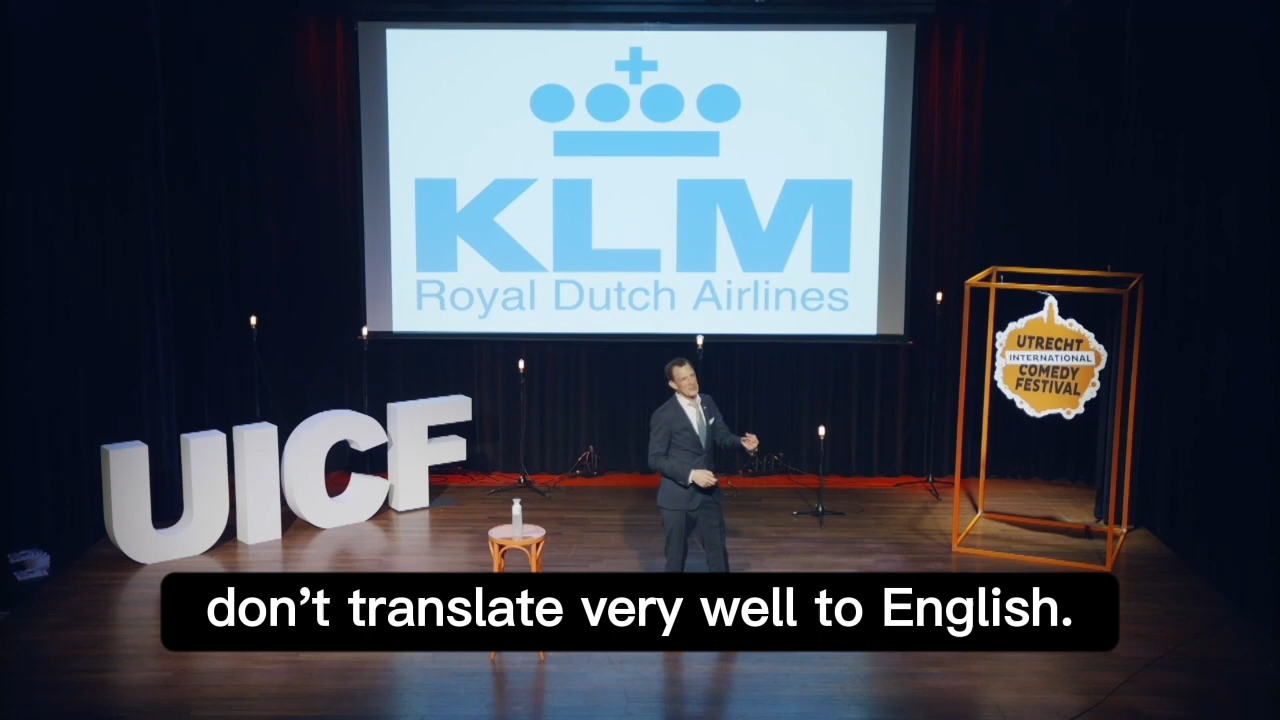 KLM
Royal Dutch Airlines
UICF
UTRECHT
INTERNATIONAL
COMEDY
FESTIVAL
don't translate very well to English.